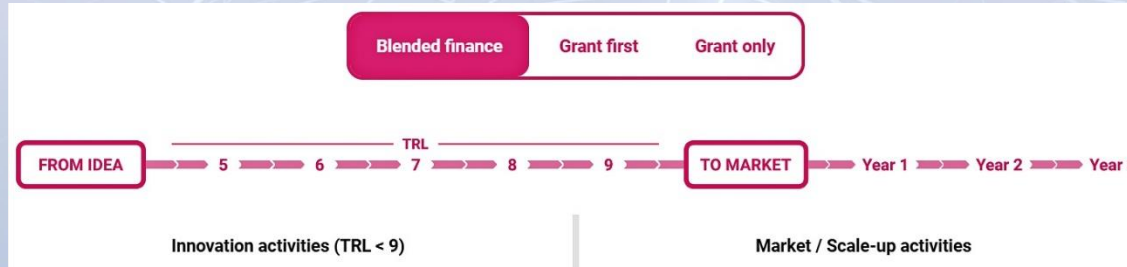 Blended finance Grant first Grant only
TRL
FROM IDEA 5 6 7 8 9 TO MARKET Year 1 Year 2 Year
Innovation activities (TRL < 9) Market / Scale-up activities